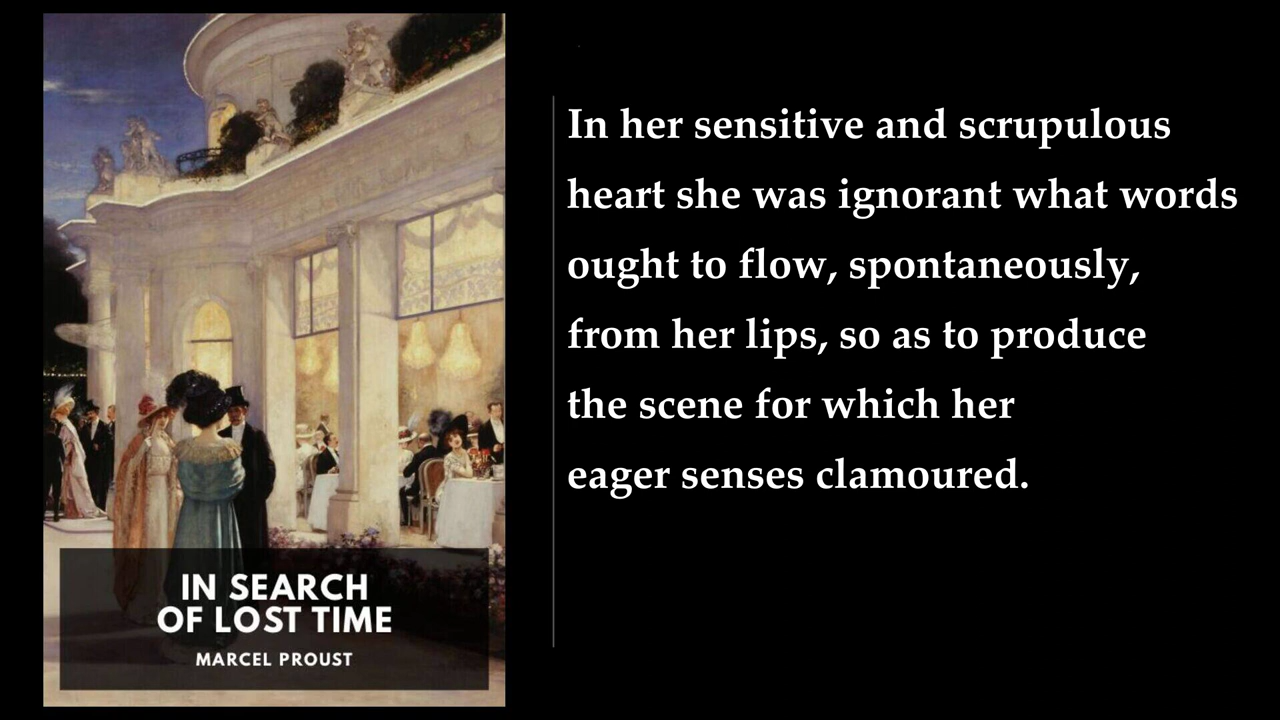 In her sensitive and scrupulous
heart she was ignorant what words
ought to flow, spontaneously,
from her lips, so as to produce
the scene for which her
eager senses clamoured.
IN SEARCH
OF LOST TIME
MARCEL PROUST